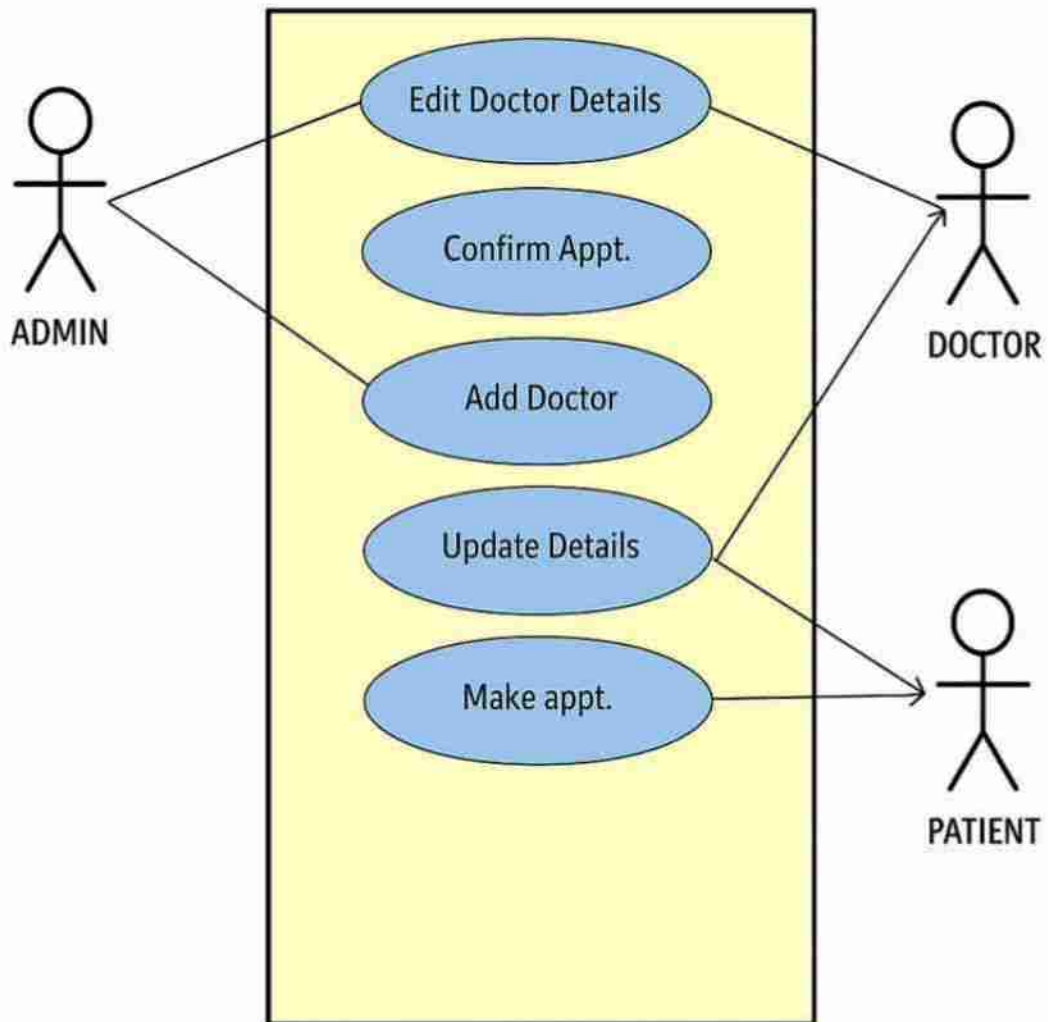 Edit Doctor Details
Confirm Appt.
ADMIN
DOCTOR
Add Doctor
Update Details
Make appt.
PATIENT